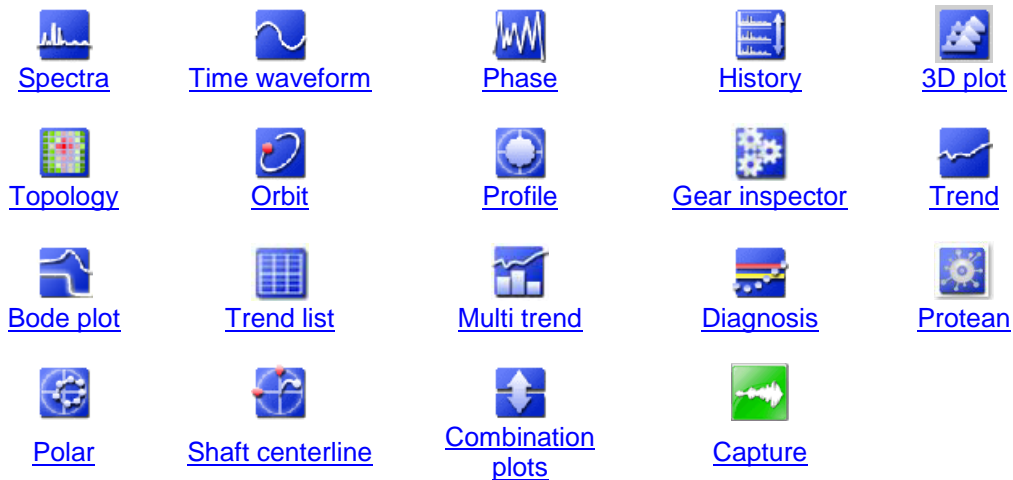 Spectra
Time waveform
Phase
History
3D plot
Topology
Orbit
Profile
Gear inspector
Trend
Bode plot
Trend list
Multi trend
Diagnosis
Protean
Polar
Shaft centerline
Combination
plots
Capture